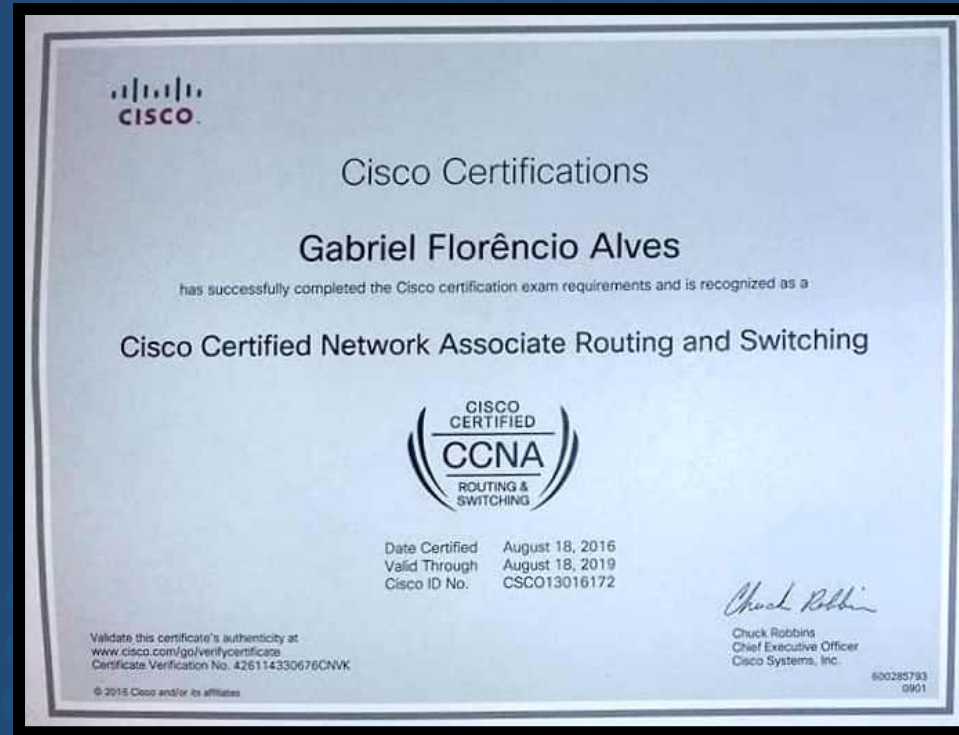 CISCO
Cisco Certifications
Gabriel Florêncio Alves
has successfully completed the Cisco certification exam requirements and is recognized as a
Cisco Certified Network Associate Routing and Switching
CISCO
CERTIFIED
CCNA
ROUTING &
SWITCHING
Date Certified August 18, 2016
Valid Through August 18, 2019
Cisco ID No. CSCO13016172
Chuck Robbins
Chuck Robbins
Chief Executive Officer
Cisco Systems, Inc.
Validate this certificate's authenticity at
www.cisco.com/go/verifycertificate
Certificate Verification No. 426114330676CNVK
© 2016 Cisco and/or its affiliates
600285793
0901